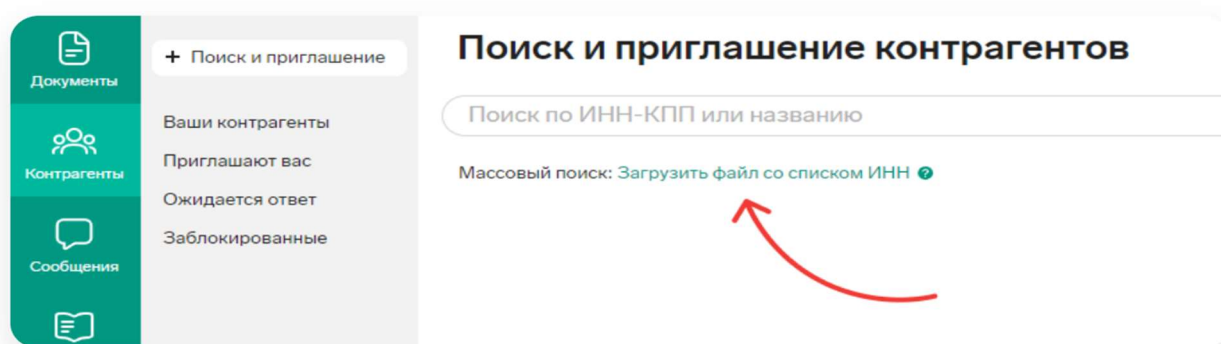 Документы
Контрагенты
Сообщения
+ Поиск и приглашение
Ваши контрагенты
Приглашают вас
Ожидается ответ
Заблокированные
Поиск и приглашение контрагентов
Поиск по ИНН-КПП или названию
Массовый поиск: Загрузить файл со списком ИНН ?